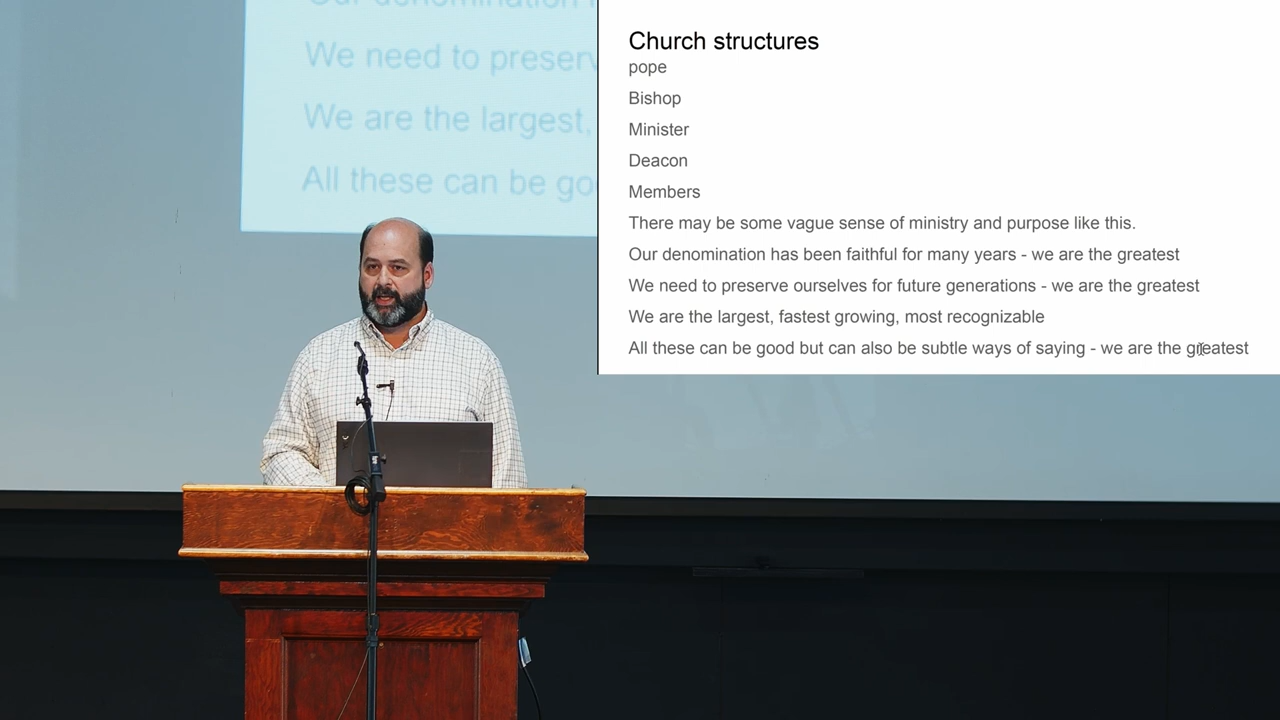 Our denomination
We need to preserv
We are the largest,
All these can be go
Church structures
pope
Bishop
Minister
Deacon
Members
There may be some vague sense of ministry and purpose like this.
Our denomination has been faithful for many years - we are the greatest
We need to preserve ourselves for future generations - we are the greatest
We are the largest, fastest growing, most recognizable
All these can be good but can also be subtle ways of saying - we are the greatest